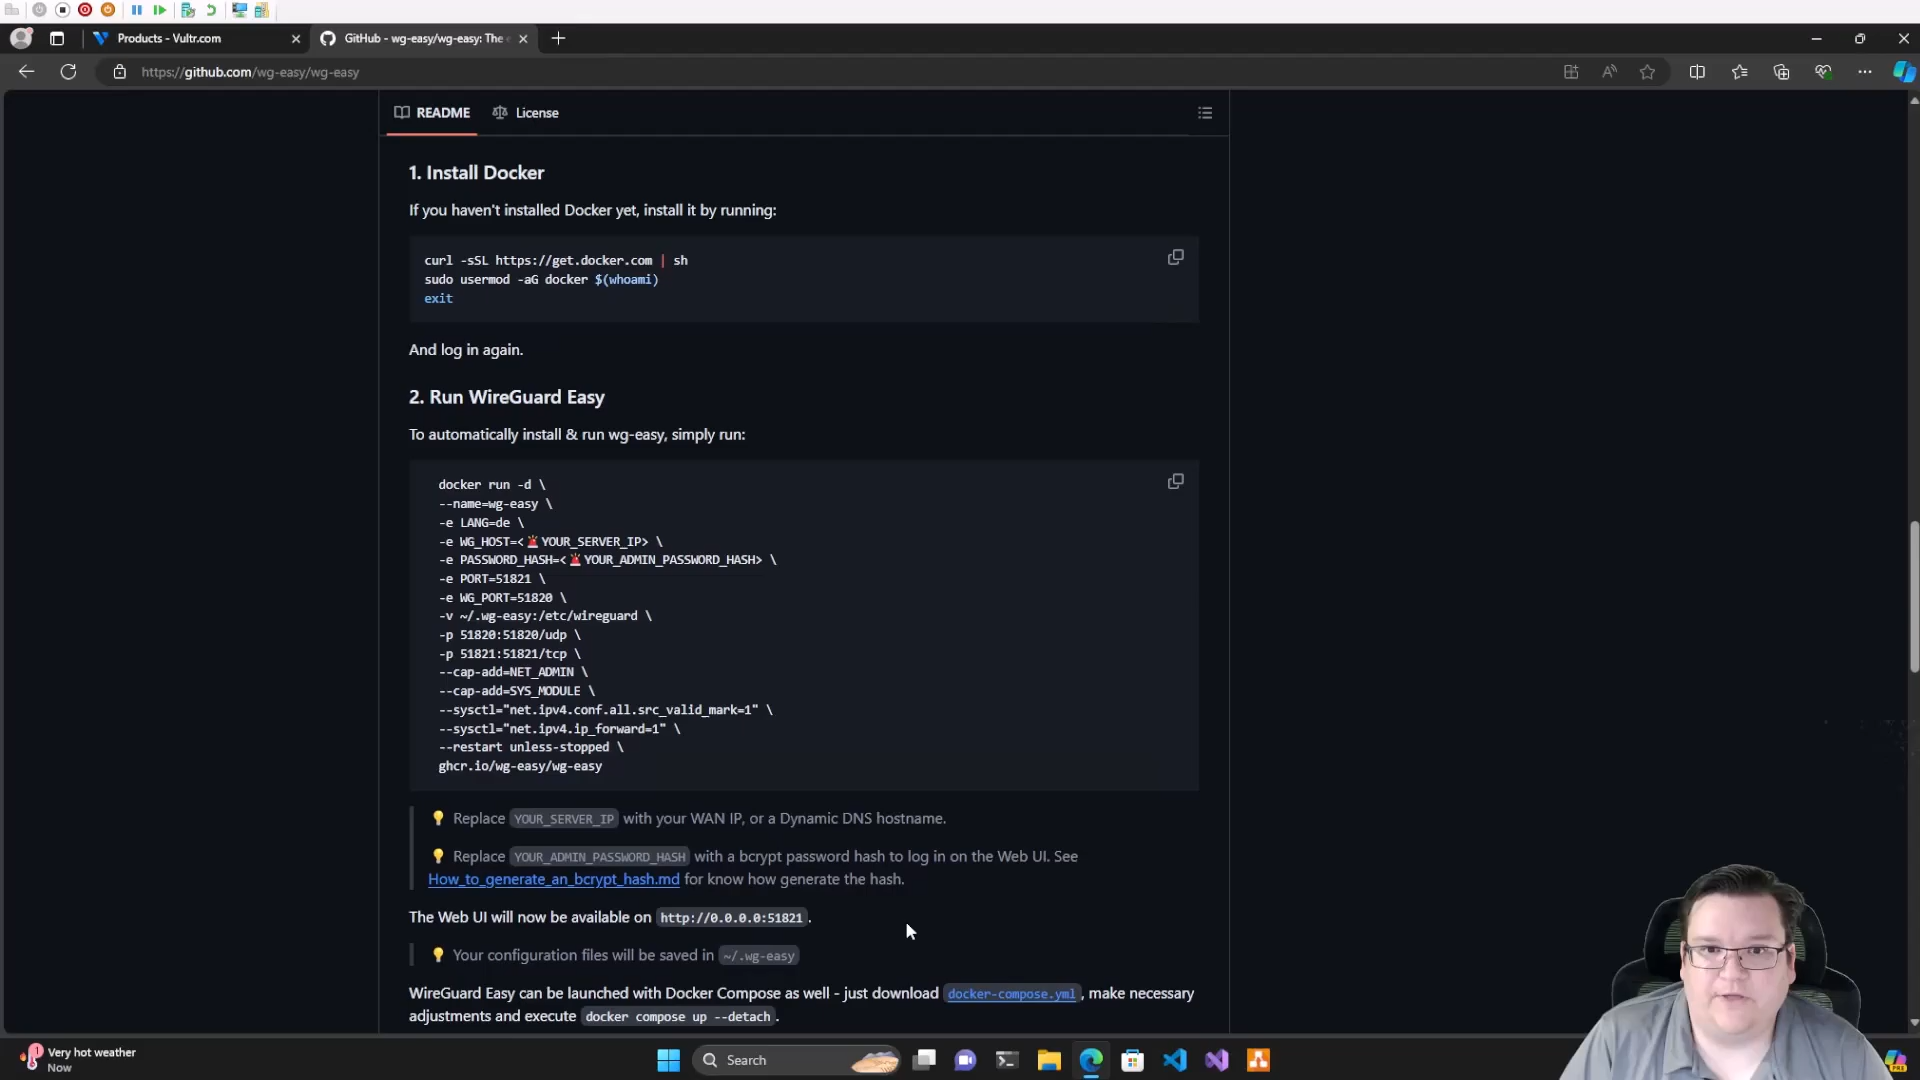 Products - Vultr.com
GitHub - wg-easy/wg-easy: The
https://github.com/wg-easy/wg-easy
README
License
1. Install Docker
If you haven't installed Docker yet, install it by running:
curl -sSL https://get.docker.com | sh
sudo usermod -aG docker $(whoami)
exit
And log in again.
2. Run WireGuard Easy
To automatically install & run wg-easy, simply run:
docker run -d \
--name=wg-easy \
-e LANG=de \
-e WG_HOST=<🚨YOUR_SERVER_IP> \
-e PASSWORD_HASH=<🚨YOUR_ADMIN_PASSWORD_HASH> \
-e PORT=51821 \
-e WG_PORT=51820 \
-v ~/.wg-easy:/etc/wireguard \
-p 51820:51820/udp \
-p 51821:51821/tcp \
--cap-add=NET_ADMIN \
--cap-add=SYS_MODULE \
--sysctl="net.ipv4.conf.all.src_valid_mark=1" \
--sysctl="net.ipv4.ip_forward=1" \
--restart unless-stopped \
ghcr.io/wg-easy/wg-easy
💡 Replace YOUR_SERVER_IP with your WAN IP, or a Dynamic DNS hostname.
💡 Replace YOUR_ADMIN_PASSWORD_HASH with a bcrypt password hash to log in on the Web UI. See
How_to_generate_an_bcrypt_hash.md for know how generate the hash.
The Web UI will now be available on http://0.0.0.0:51821.
💡 Your configuration files will be saved in ~/.wg-easy
WireGuard Easy can be launched with Docker Compose as well - just download docker-compose.yml, make necessary
adjustments and execute docker compose up --detach.
1
Very hot weather
Now
Search
PRE